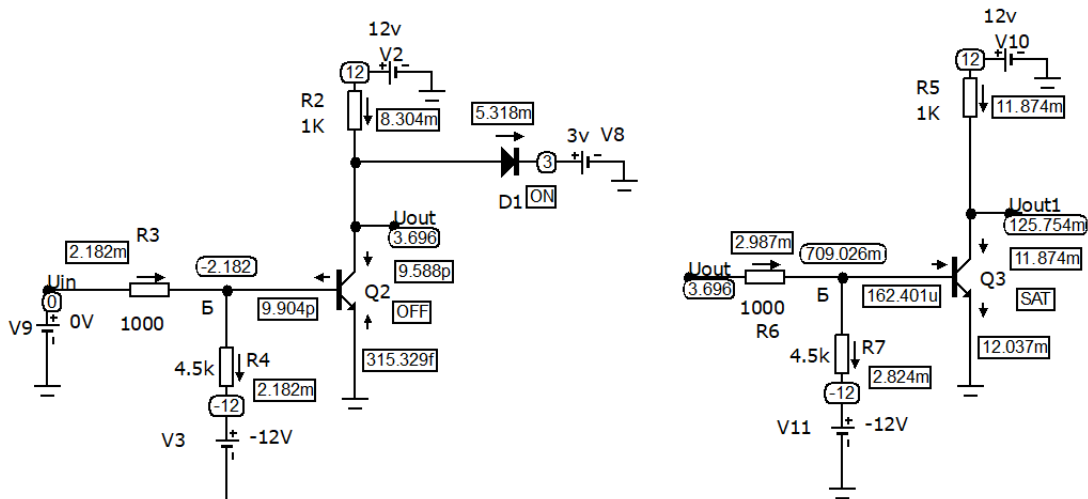 12v
V2
12
R2
1K
8.304m
5.318m
3v
V8
3
D1
ON
Uout
3.696
R3
2.182m
-2.182
9.588p
Uin
0
Б
9.904p
Q2
OFF
V9
0V
1000
R4
4.5k
2.182m
315.329f
-12
V3
-12V
12v
V10
12
R5
1K
11.874m
Uout1
125.754m
2.987m
709.026m
11.874m
Uout
3.696
Б
162.401u
Q3
SAT
1000
R6
R7
4.5k
2.824m
12.037m
-12
V11
-12V